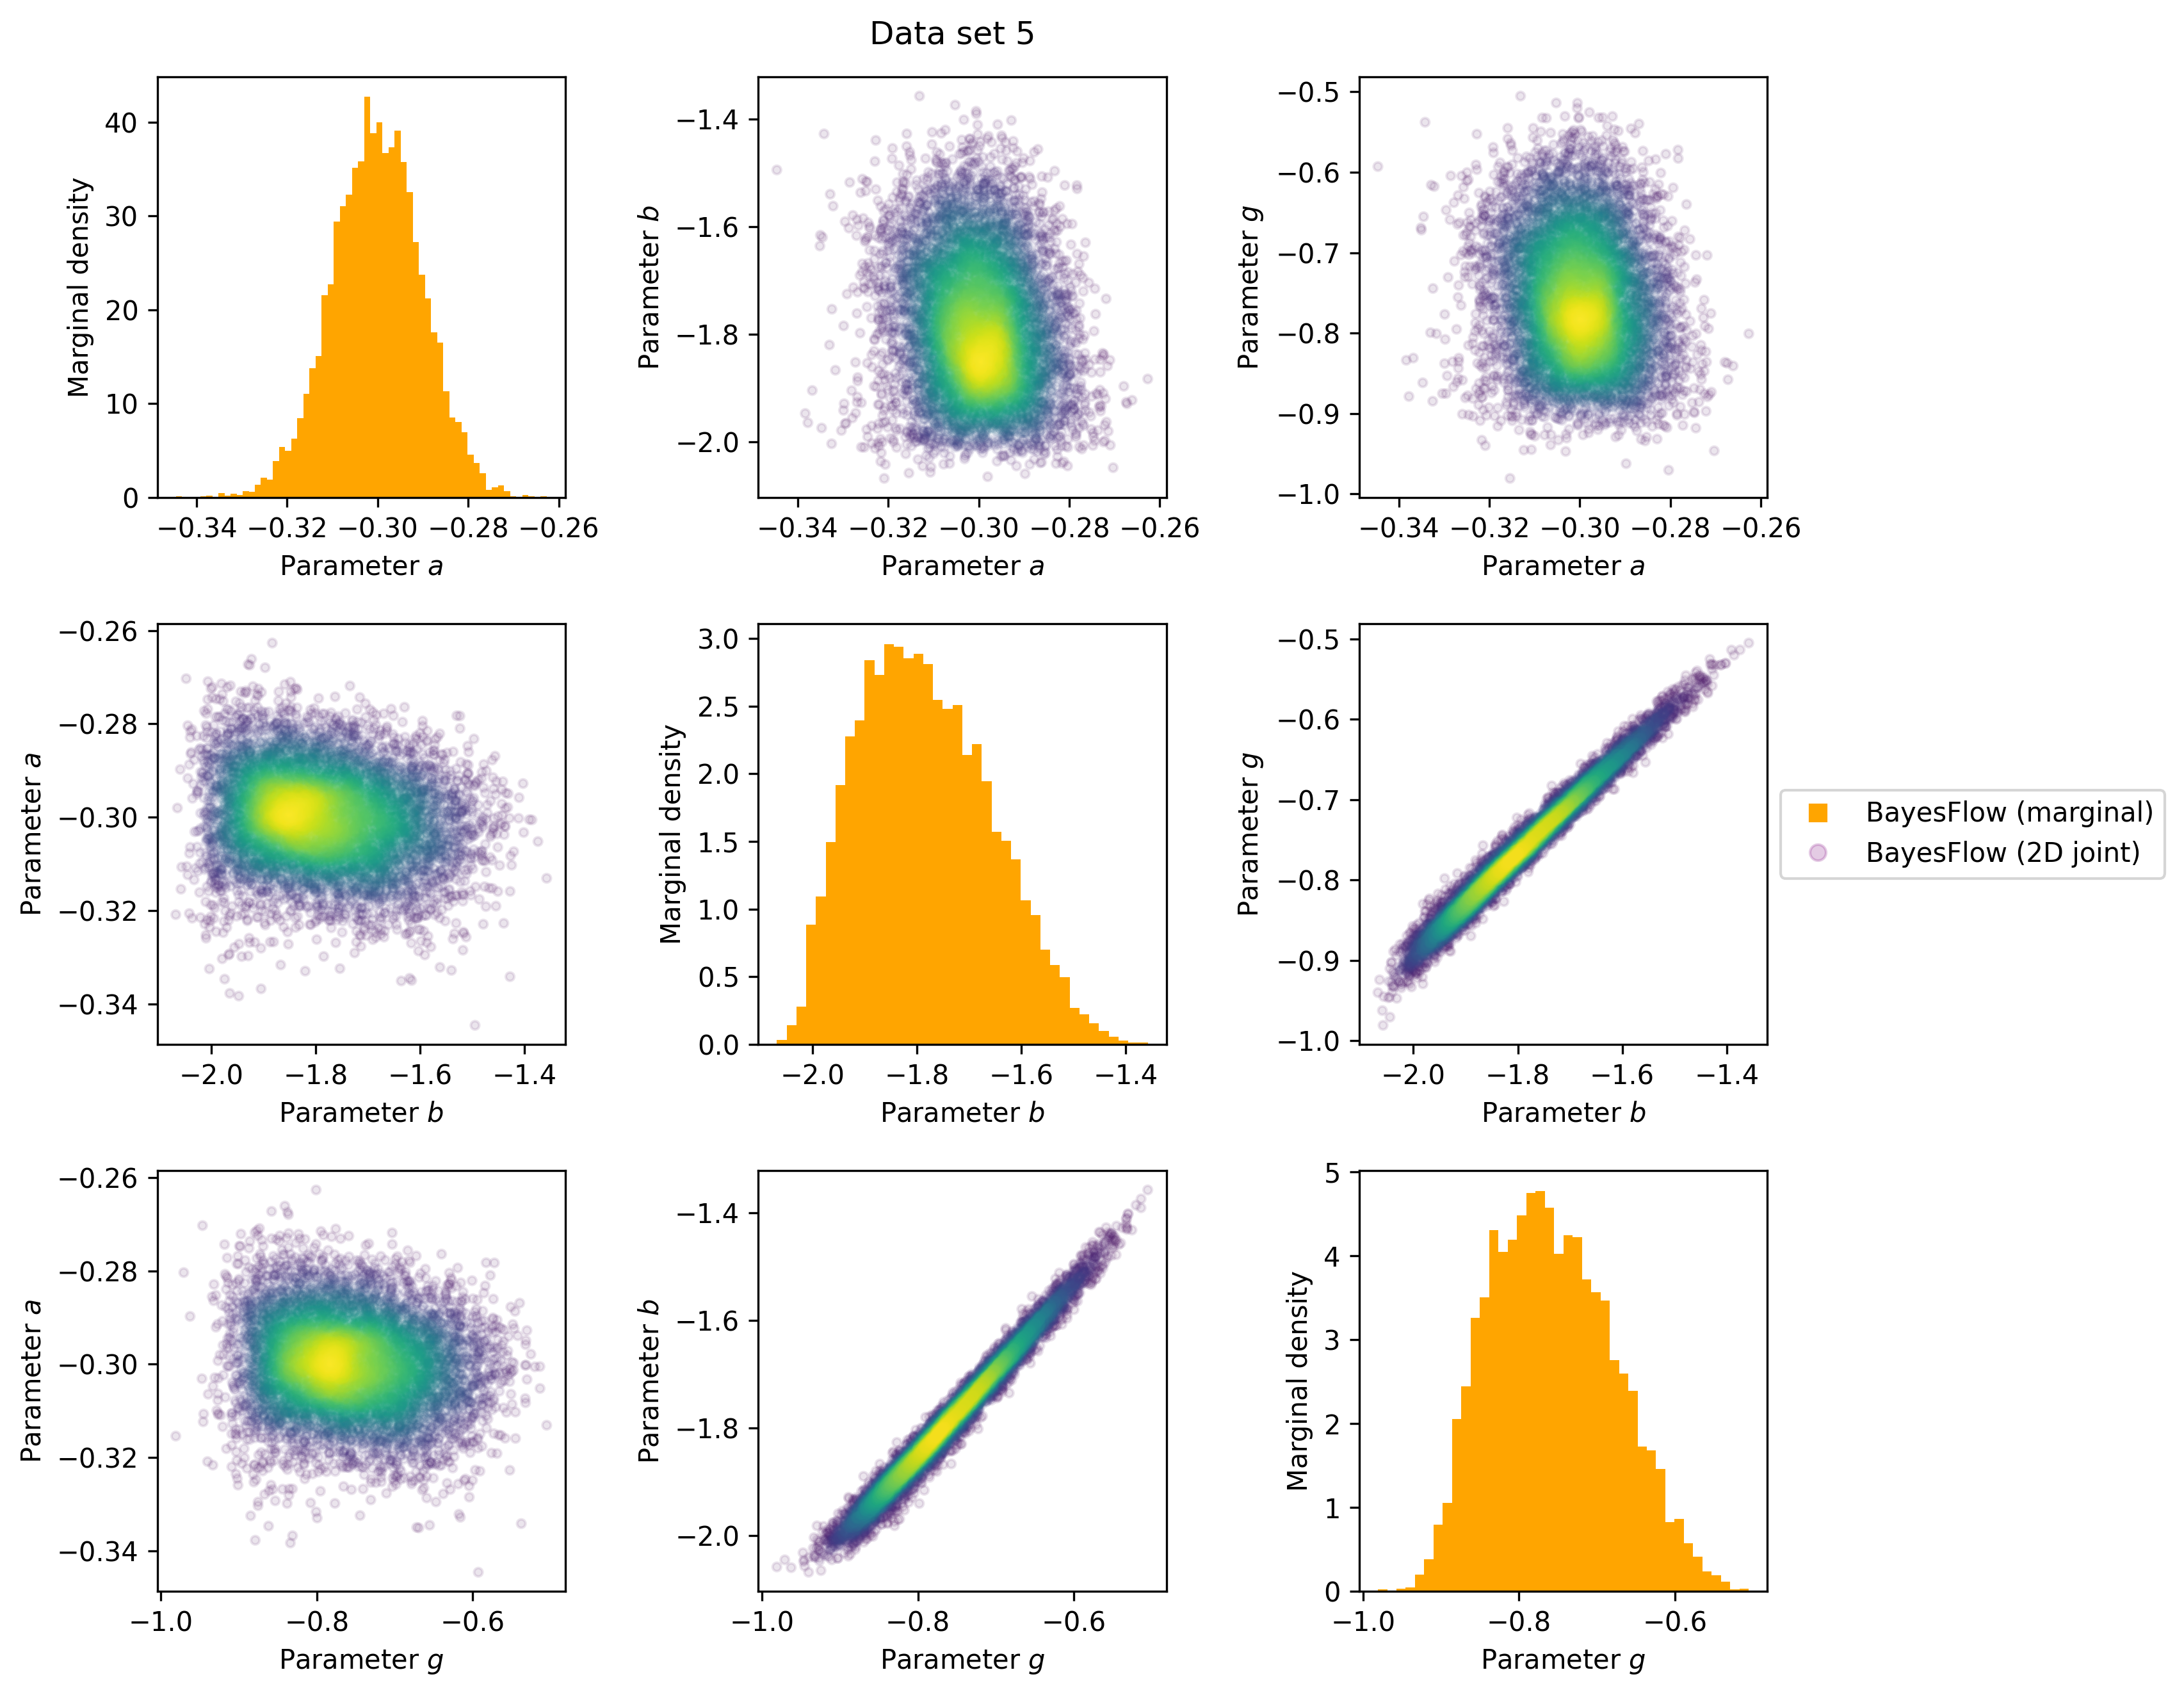 Data set 5
40
30
20
10
0
Marginal density
−0.34 −0.32 −0.30 −0.28 −0.26
Parameter a
−1.4
−1.6
−1.8
−2.0
Parameter b
−0.34 −0.32 −0.30 −0.28 −0.26
Parameter a
−0.5
−0.6
−0.7
−0.8
−0.9
−1.0
Parameter g
−0.34 −0.32 −0.30 −0.28 −0.26
Parameter a
−0.26
−0.28
−0.30
−0.32
−0.34
Parameter a
−2.0 −1.8 −1.6 −1.4
Parameter b
3.0
2.5
2.0
1.5
1.0
0.5
0.0
Marginal density
−2.0 −1.8 −1.6 −1.4
Parameter b
−0.5
−0.6
−0.7
−0.8
−0.9
−1.0
Parameter g
−2.0 −1.8 −1.6 −1.4
Parameter b
BayesFlow (marginal)
BayesFlow (2D joint)
−0.26
−0.28
−0.30
−0.32
−0.34
Parameter a
−1.0 −0.8 −0.6
Parameter g
−1.4
−1.6
−1.8
−2.0
Parameter b
−1.0 −0.8 −0.6
Parameter g
5
4
3
2
1
0
Marginal density
−1.0 −0.8 −0.6
Parameter g